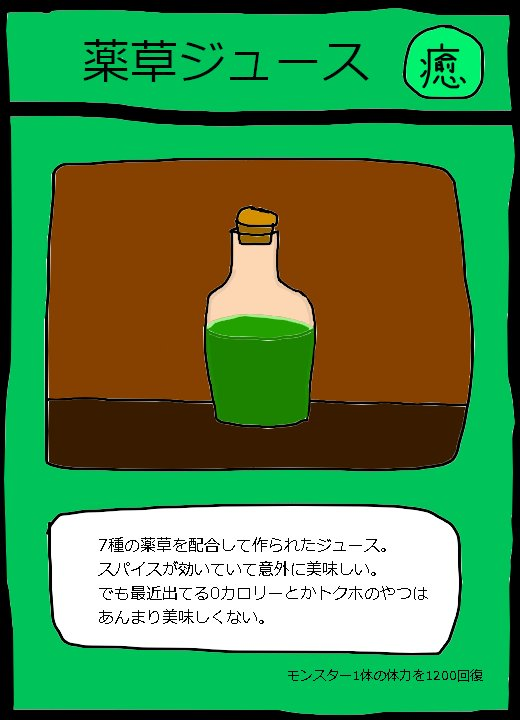 薬草ジュース
癒
7種の薬草を配合して作られたジュース。
スパイスが効いていて意外に美味しい。
でも最近出てる0カロリーとかトクホのやつは
あんまり美味しくない。
モンスター1体の体力を1200回復